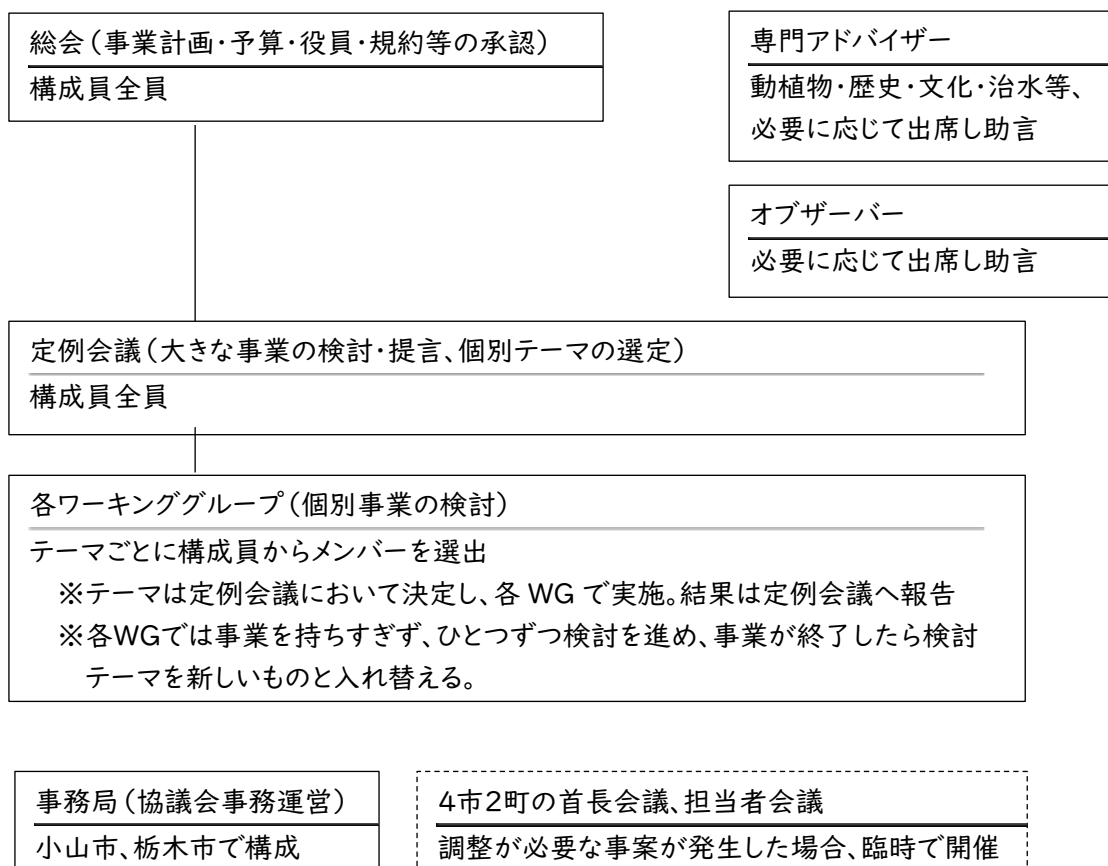 総会（事業計画・予算・役員・規約等の承認）
構成員全員
専門アドバイザー
動植物・歴史・文化・治水等、
必要に応じて出席し助言
オブザーバー
必要に応じて出席し助言
定例会議（大きな事業の検討・提言、個別テーマの選定）
構成員全員
各ワーキンググループ（個別事業の検討）
テーマごとに構成員からメンバーを選出
※テーマは定例会議において決定し、各 WG で実施。結果は定例会議へ報告
※各WGでは事業を持ちすぎず、ひとつずつ検討を進め、事業が終了したら検討
テーマを新しいものと入れ替える。
事務局（協議会事務運営）
小山市、栃木市で構成
4市2町の首長会議、担当者会議
調整が必要な事案が発生した場合、臨時で開催